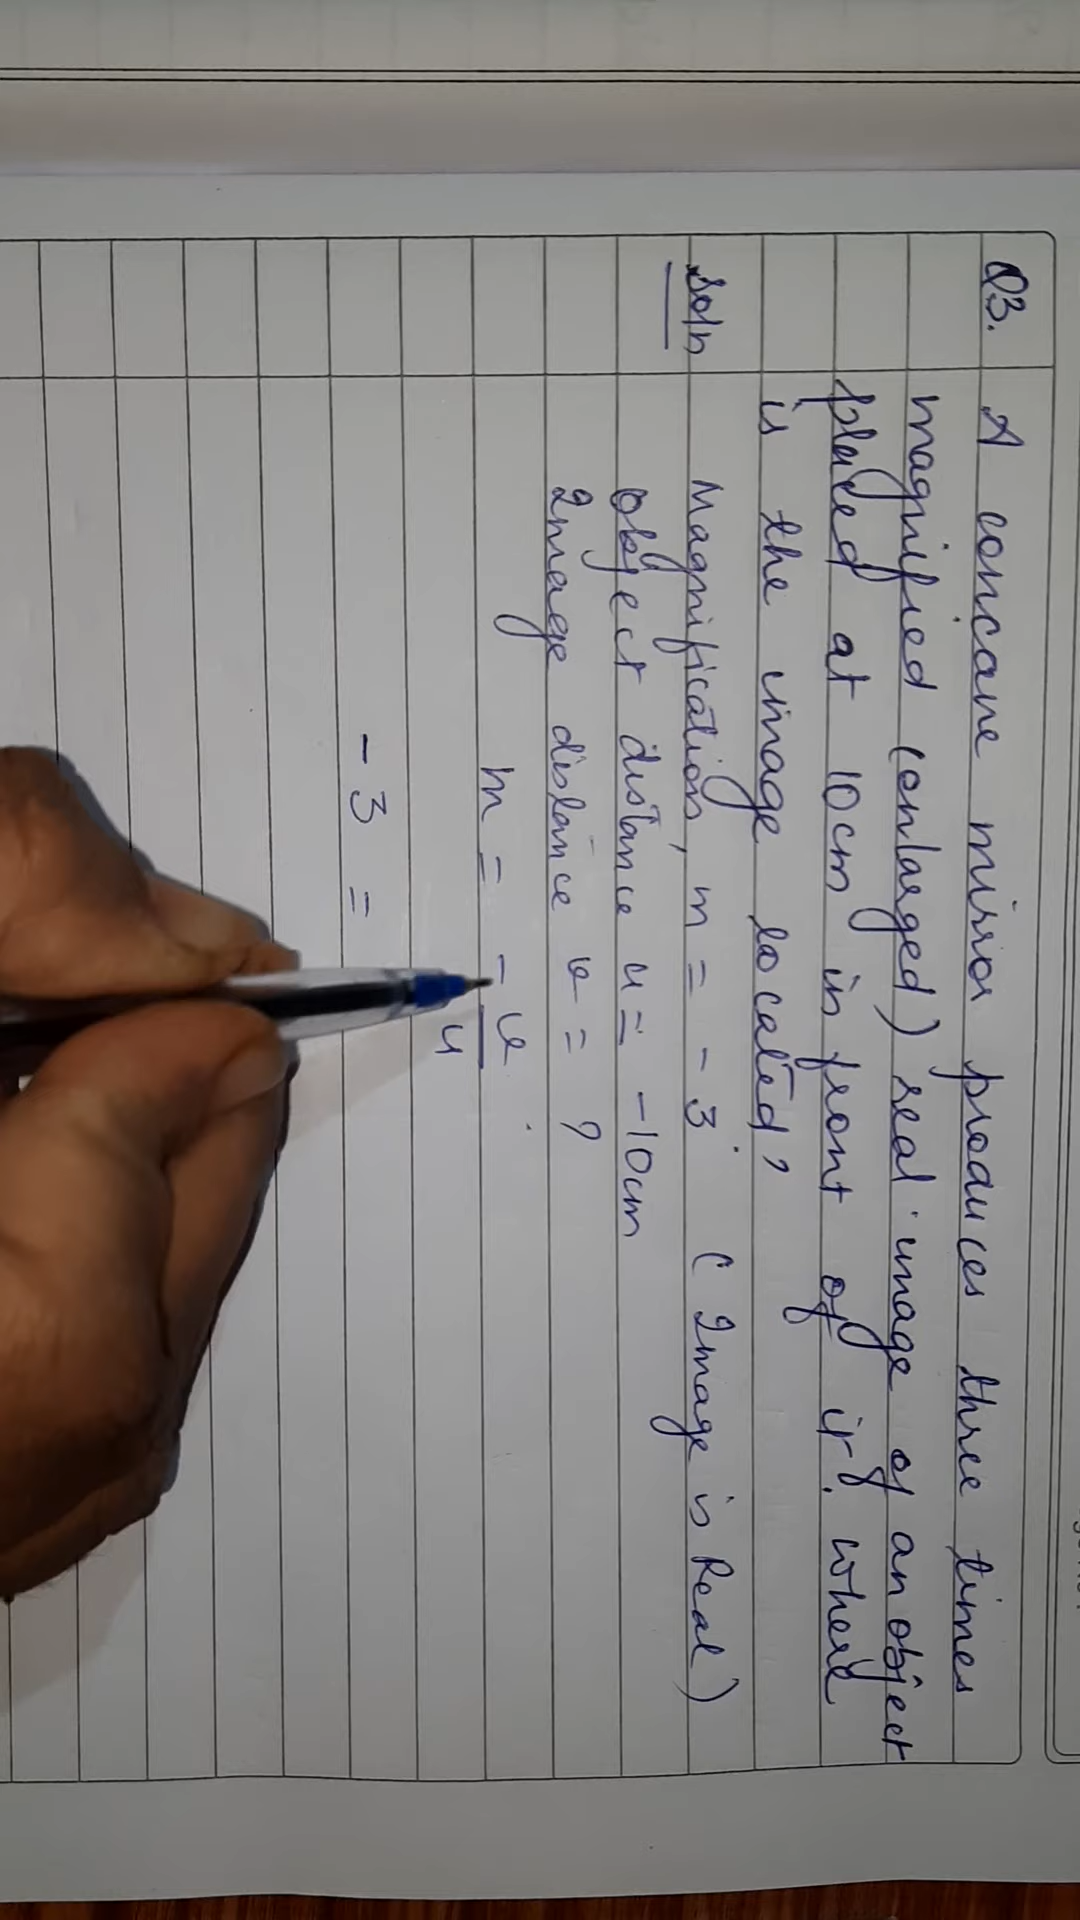 Q3. A concave mirror produces three times
magnified (enlarged) real image of an object
placed at 10cm in front of it? where
is the image located?
Soln Magnification, m = - 3 (Image is Real)
object distance u = -10cm
Image distance v = ?
m = - v/u
- 3 =